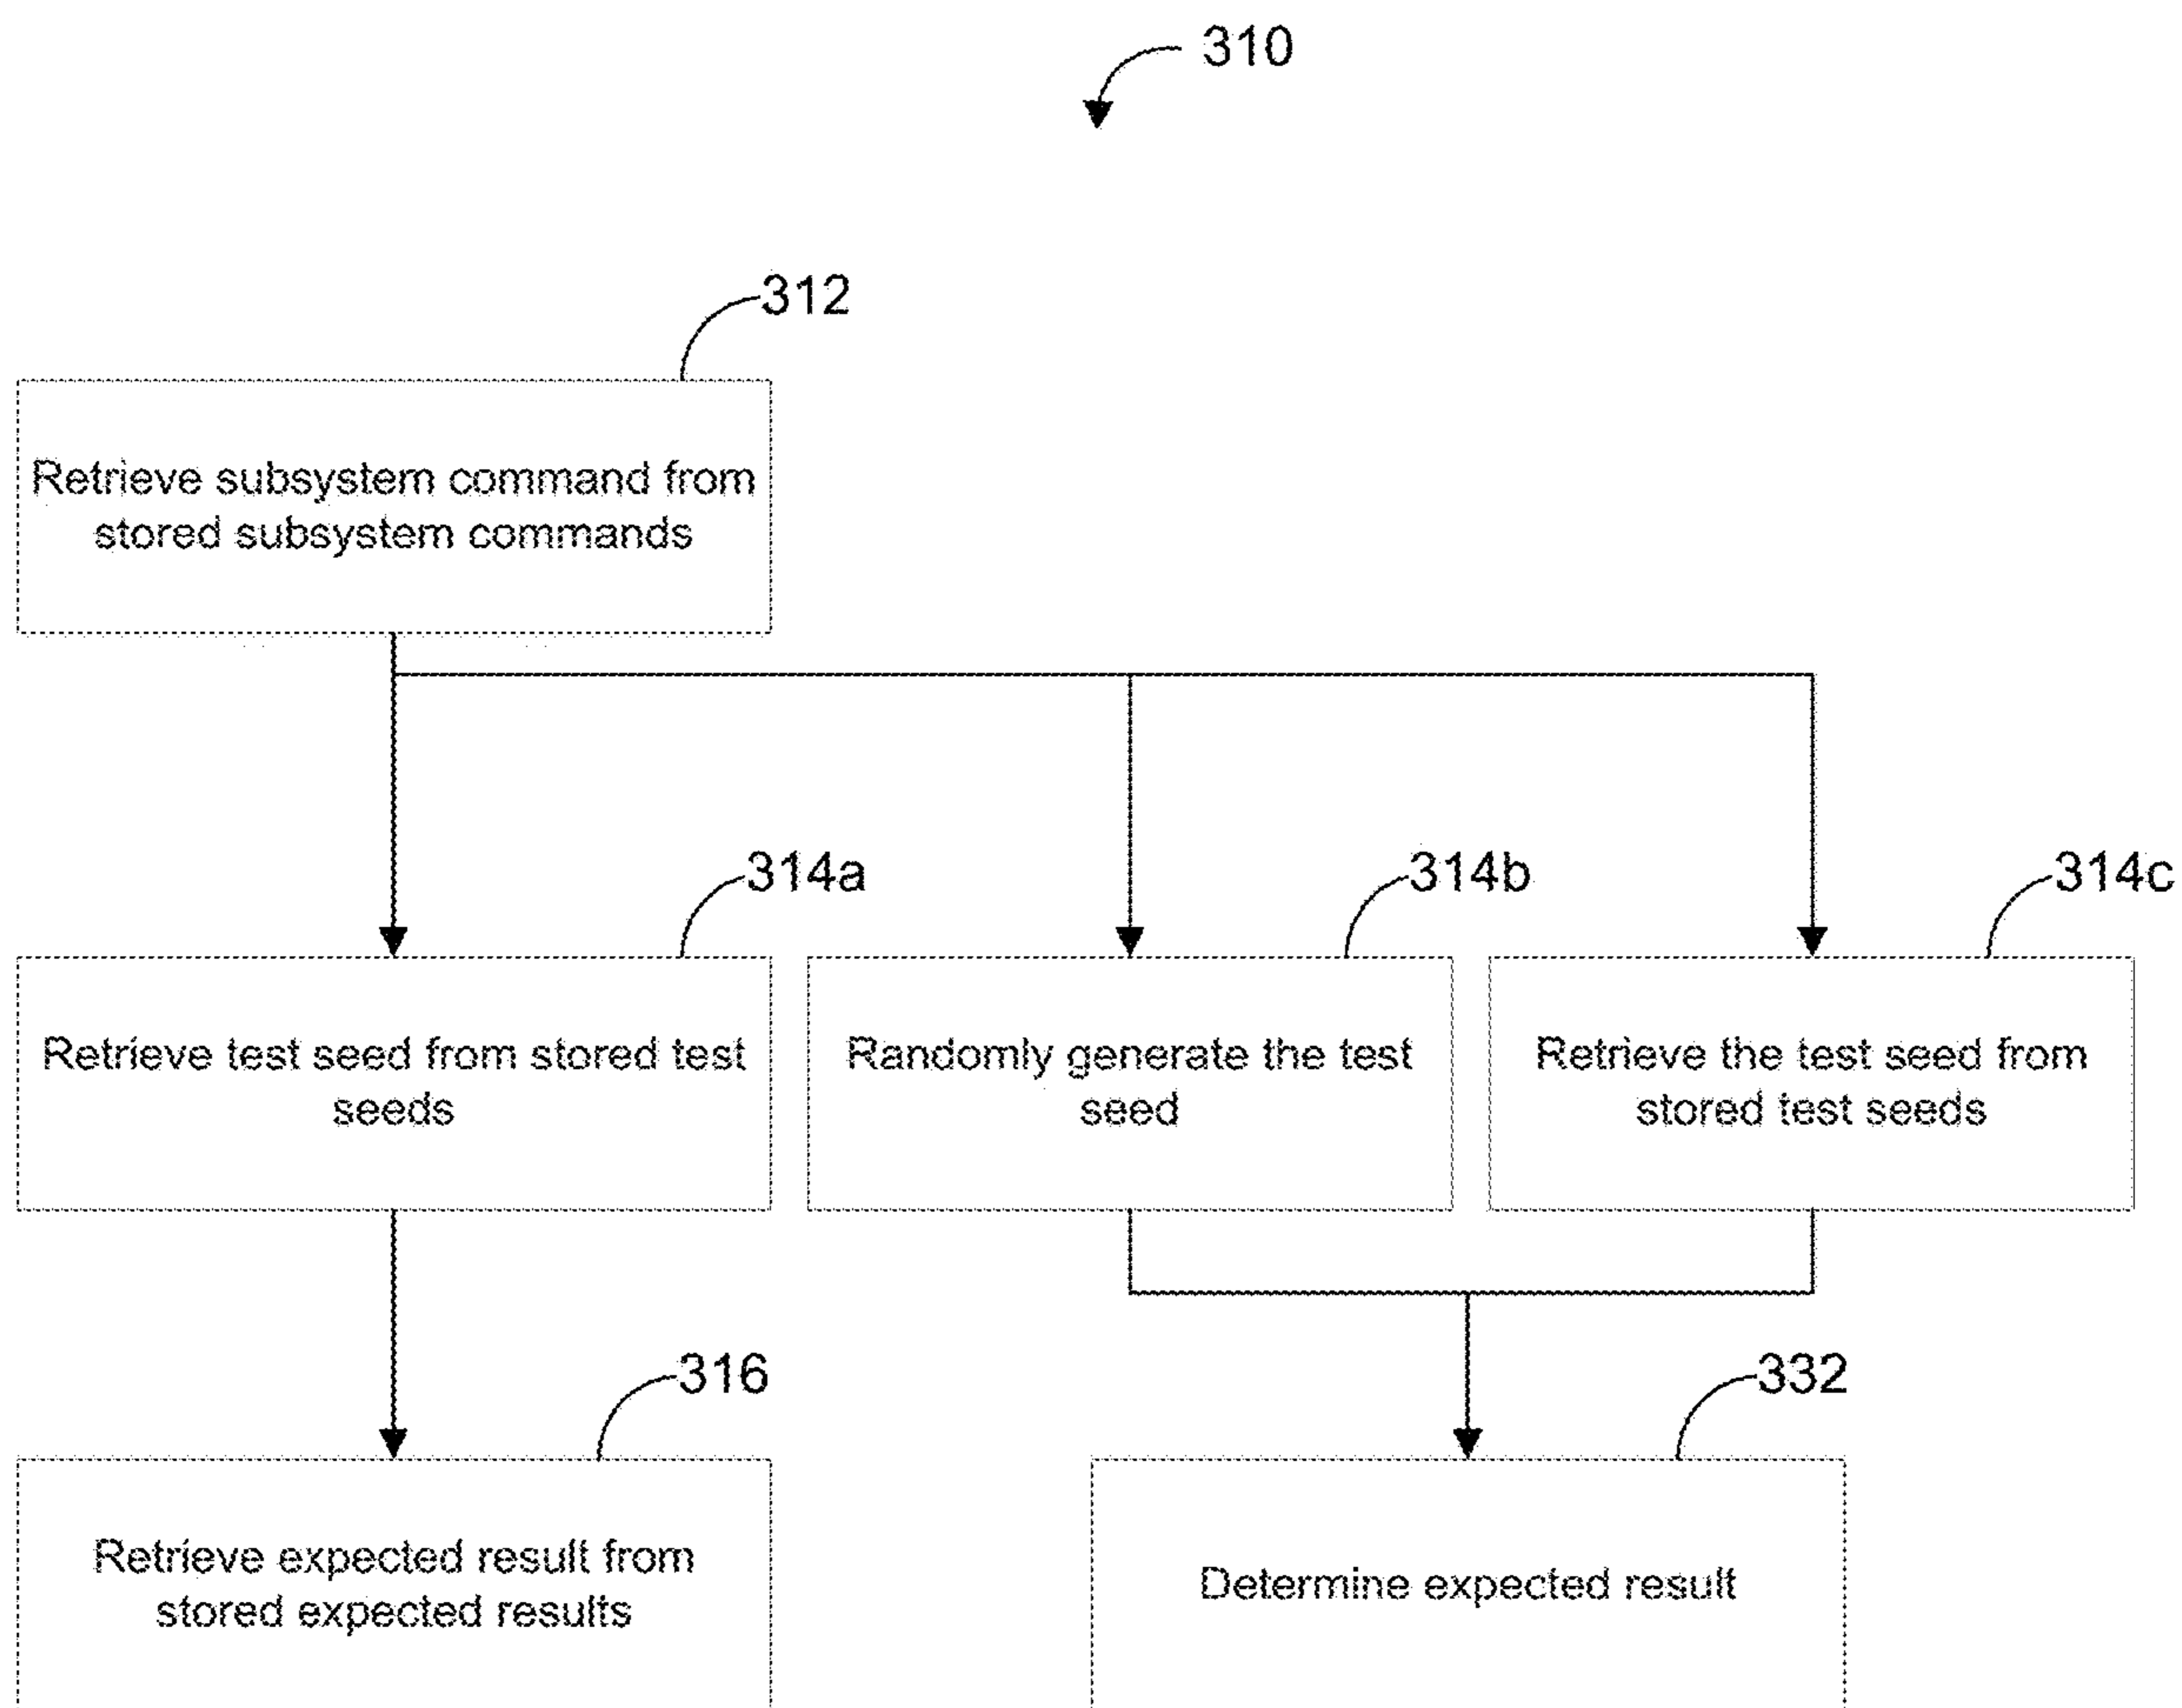 310
312
Retrieve subsystem command from
stored subsystem commands
314a
314b
314c
Retrieve test seed from stored test
seeds
Randomly generate the test
seed
Retrieve the test seed from
stored test seeds
316
332
Retrieve expected result from
stored expected results
Determine expected result